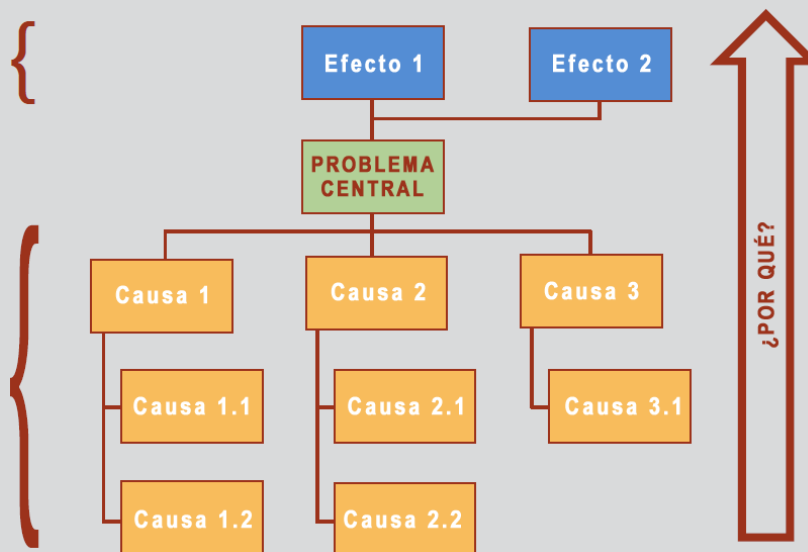 Efecto 1
Efecto 2
PROBLEMA
CENTRAL
Causa 1
Causa 2
Causa 3
Causa 1.1
Causa 2.1
Causa 3.1
Causa 1.2
Causa 2.2
¿POR QUÉ?